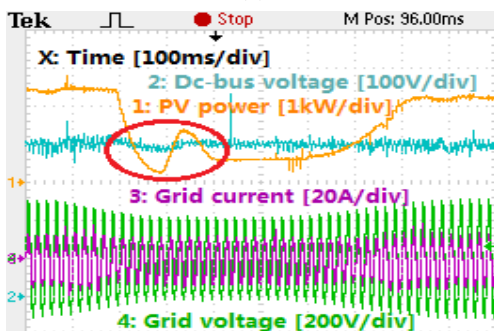 Tek Stop M Pos: 96.00ms
X: Time [100ms/div]
2: Dc-bus voltage [100V/div]
1: PV power [1kW/div]
1
3: Grid current [20A/div]
2
4: Grid voltage [200V/div]